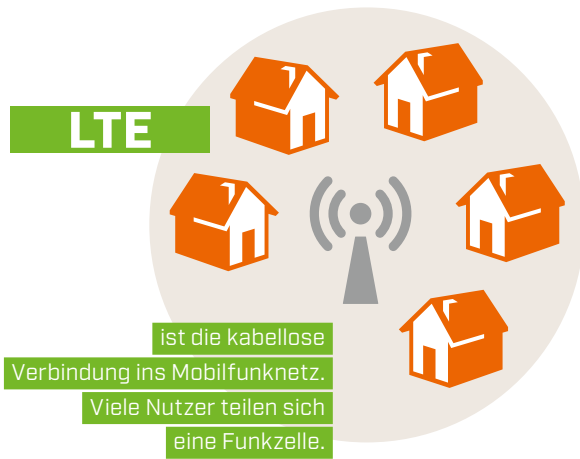 LTE
ist die kabellose
Verbindung ins Mobilfunknetz.
Viele Nutzer teilen sich
eine Funkzelle.